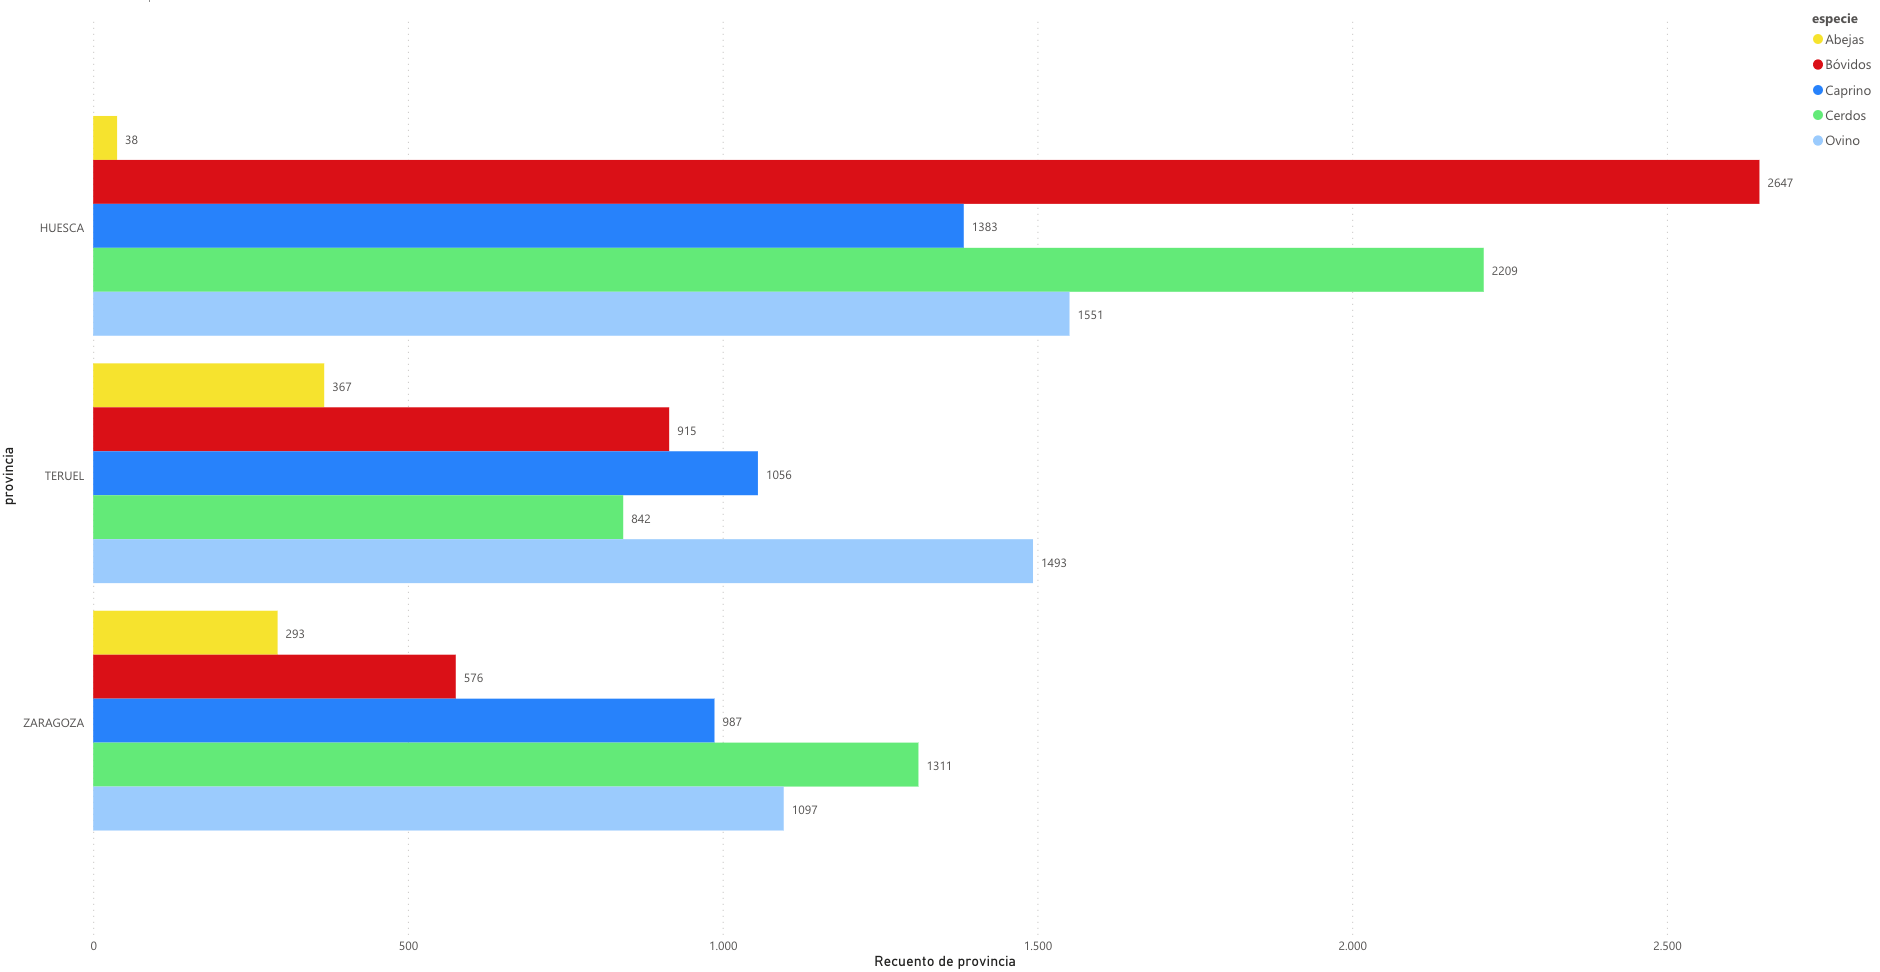 especie
Abejas
Bóvidos
Caprino
Cerdos
Ovino
provincia
HUESCA
38
2647
1383
2209
1551
TERUEL
367
915
1056
842
1493
ZARAGOZA
293
576
987
1311
1097
0 500 1.000 1.500 2.000 2.500
Recuento de provincia